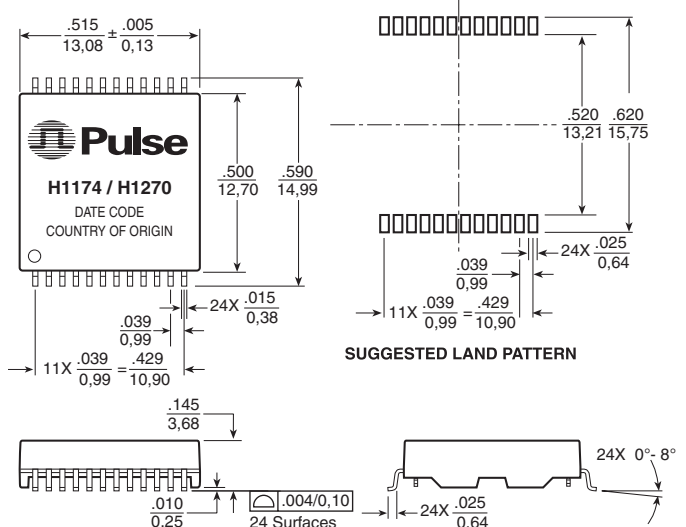 .515 ± .005
13,08 0,13
Pulse
H1174 / H1270
DATE CODE
COUNTRY OF ORIGIN
.500
12,70
.590
14,99
24X .015
0,38
.039
0,99
11X .039 = .429
0,99 10,90
.520
13,21
.620
15,75
24X .025
0,64
.039
0,99
11X .039 = .429
0,99 10,90
SUGGESTED LAND PATTERN
.145
3,68
.010
0,25
.004/0,10
24 Surfaces
24X .025
0,64
24X 0°- 8°